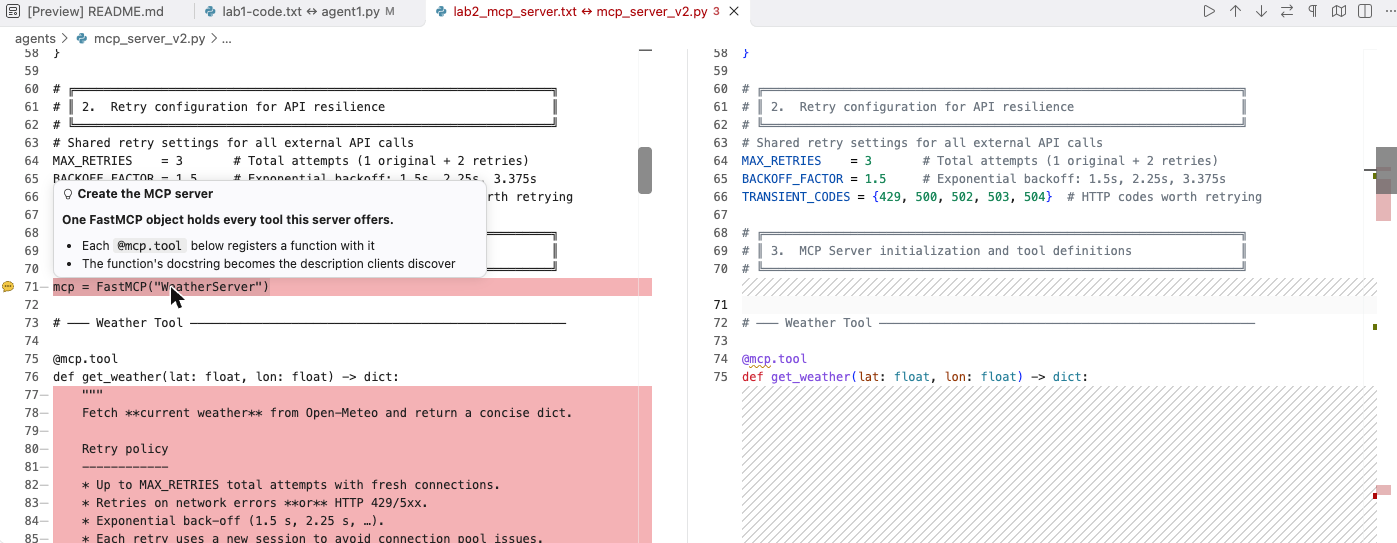 [Preview] README.md
lab1-code.txt ↔ agent1.py M
lab2_mcp_server.txt ↔ mcp_server_v2.py 3
agents > mcp_server_v2.py > ...
58 }
59
60 #
61 # 2. Retry configuration for API resilience
62 #
63 # Shared retry settings for all external API calls
64 MAX_RETRIES = 3 # Total attempts (1 original + 2 retries)
65 BACKOFF_FACTOR = 1.5 # Exponential backoff: 1.5s, 2.25s, 3.375s
Create the MCP server
66 rth retrying
One FastMCP object holds every tool this server offers.
67
68
Each @mcp.tool below registers a function with it
69
The function's docstring becomes the description clients discover
70
71 mcp = FastMCP("WeatherServer")
72
73 # —— Weather Tool ——
74
75 @mcp.tool
76 def get_weather(lat: float, lon: float) -> dict:
77 """
78 Fetch **current weather** from Open-Meteo and return a concise dict.
79
80 Retry policy
81 ------------
82 * Up to MAX_RETRIES total attempts with fresh connections.
83 * Retries on network errors **or** HTTP 429/5xx.
84 * Exponential back-off (1.5 s, 2.25 s, …).
85 * Each retry uses a new session to avoid connection pool issues.
58 }
59
60 #
61 # 2. Retry configuration for API resilience
62 #
63 # Shared retry settings for all external API calls
64 MAX_RETRIES = 3 # Total attempts (1 original + 2 retries)
65 BACKOFF_FACTOR = 1.5 # Exponential backoff: 1.5s, 2.25s, 3.375s
66 TRANSIENT_CODES = {429, 500, 502, 503, 504} # HTTP codes worth retrying
67
68 #
69 # 3. MCP Server initialization and tool definitions
70 #
71
72 # —— Weather Tool ——
73
74 @mcp.tool
75 def get_weather(lat: float, lon: float) -> dict: